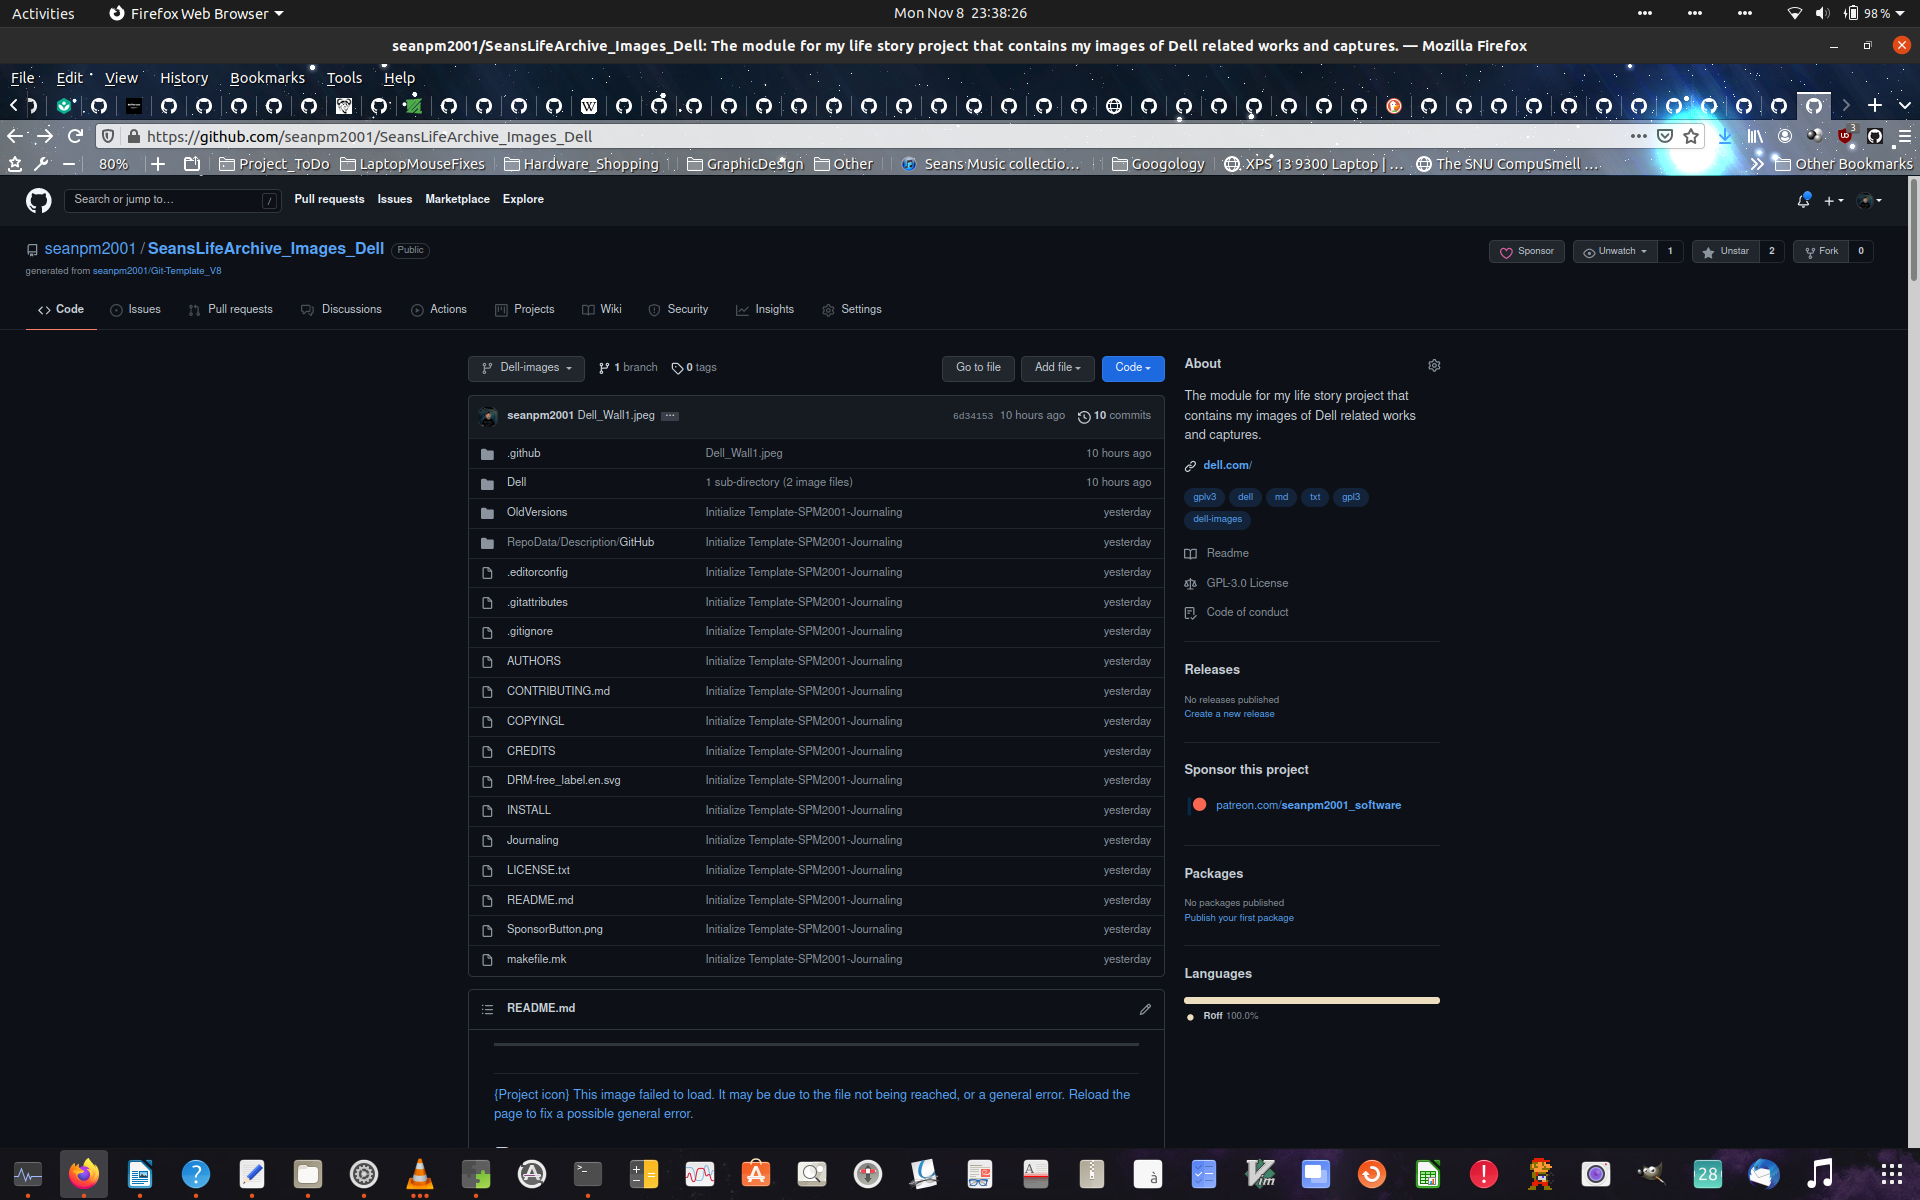 Activities Firefox Web Browser Mon Nov 8 23:38:26 98 %
seanpm2001/SeansLifeArchive_Images_Dell: The module for my life story project that contains my images of Dell related works and captures. — Mozilla Firefox
File Edit View History Bookmarks Tools Help
https://github.com/seanpm2001/SeansLifeArchive_Images_Dell 3
80% Project_ToDo LaptopMouseFixes Hardware_Shopping GraphicDesign Other Seans Music collectio… Googology XPS 13 9300 Laptop | … The SNU CompuSmell … Other Bookmarks
Search or jump to… / Pull requests Issues Marketplace Explore
seanpm2001 / SeansLifeArchive_Images_Dell Public Sponsor Unwatch 1 Unstar 2 Fork 0
generated from seanpm2001/Git-Template_V8
Code Issues Pull requests Discussions Actions Projects Wiki Security Insights Settings
Dell-images 1 branch 0 tags Go to file Add file Code
seanpm2001 Dell_Wall1.jpeg ... 6d34153 10 hours ago 10 commits
.github Dell_Wall1.jpeg 10 hours ago
Dell 1 sub-directory (2 image files) 10 hours ago
OldVersions Initialize Template-SPM2001-Journaling yesterday
RepoData/Description/GitHub Initialize Template-SPM2001-Journaling yesterday
.editorconfig Initialize Template-SPM2001-Journaling yesterday
.gitattributes Initialize Template-SPM2001-Journaling yesterday
.gitignore Initialize Template-SPM2001-Journaling yesterday
AUTHORS Initialize Template-SPM2001-Journaling yesterday
CONTRIBUTING.md Initialize Template-SPM2001-Journaling yesterday
COPYINGL Initialize Template-SPM2001-Journaling yesterday
CREDITS Initialize Template-SPM2001-Journaling yesterday
DRM-free_label.en.svg Initialize Template-SPM2001-Journaling yesterday
INSTALL Initialize Template-SPM2001-Journaling yesterday
Journaling Initialize Template-SPM2001-Journaling yesterday
LICENSE.txt Initialize Template-SPM2001-Journaling yesterday
README.md Initialize Template-SPM2001-Journaling yesterday
SponsorButton.png Initialize Template-SPM2001-Journaling yesterday
makefile.mk Initialize Template-SPM2001-Journaling yesterday
README.md
{Project icon} This image failed to load. It may be due to the file not being reached, or a general error. Reload the
page to fix a possible general error.
About
The module for my life story project that
contains my images of Dell related works
and captures.
dell.com/
gplv3 dell md txt gpl3
dell-images
Readme
GPL-3.0 License
Code of conduct
Releases
No releases published
Create a new release
Sponsor this project
patreon.com/seanpm2001_software
Packages
No packages published
Publish your first package
Languages
Roff 100.0%
28